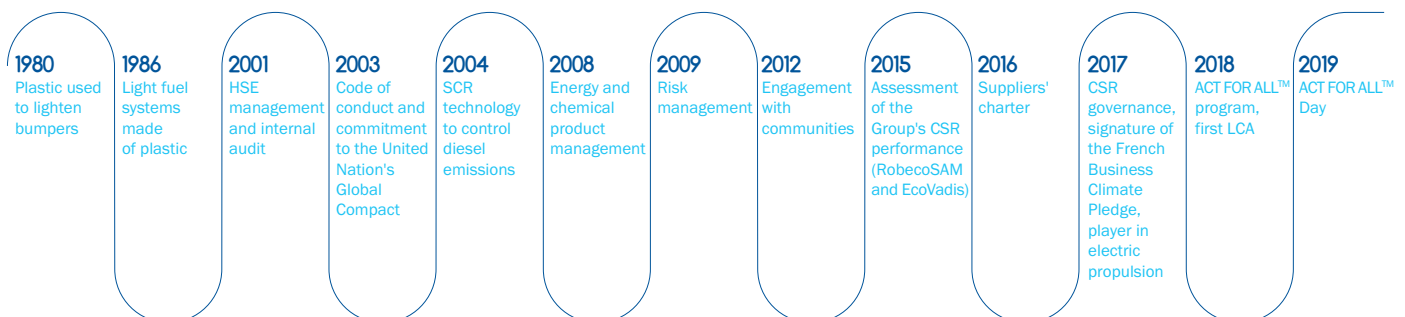 1980
Plastic used
to lighten
bumpers
1986
Light fuel
systems
made
of plastic
2001
HSE
management
and internal
audit
2003
Code of
conduct and
commitment
to the United
Nation's
Global
Compact
2004
SCR
technology
to control
diesel
emissions
2008
Energy and
chemical
product
management
2009
Risk
management
2012
Engagement
with
communities
2015
Assessment
of the
Group's CSR
performance
(RobecoSAM
and EcoVadis)
2016
Suppliers'
charter
2017
CSR
governance,
signature of
the French
Business
Climate
Pledge,
player in
electric
propulsion
2018
ACT FOR ALL™
program,
first LCA
2019
ACT FOR ALL™
Day